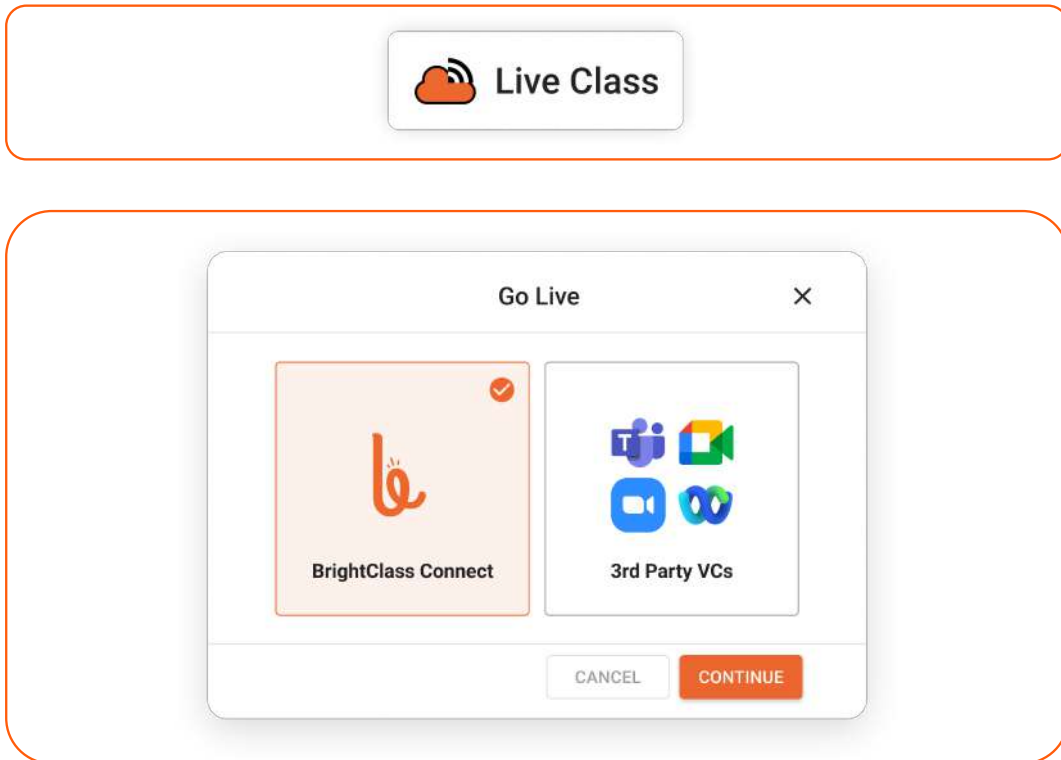 Live Class
Go Live
BrightClass Connect
3rd Party VCs
CANCEL
CONTINUE